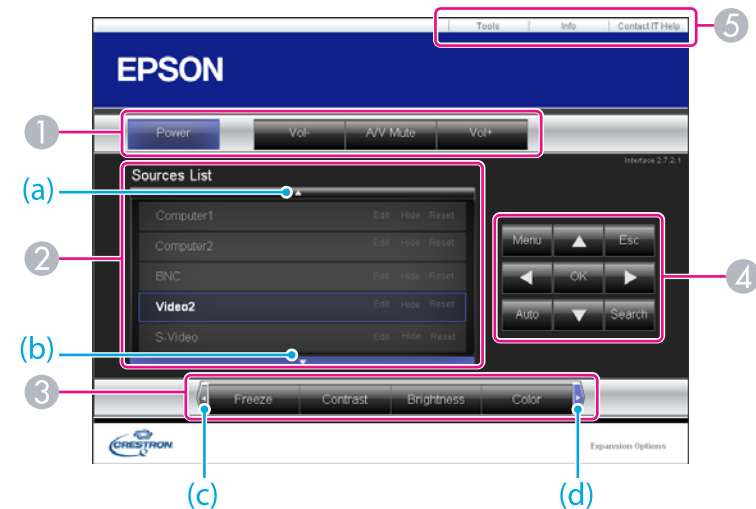 Tools Info Contact IT Help 5
EPSON
1 Power Vol- A/V Mute Vol+
Interface 2.7.2.1
Sources List
(a)
Computer1 Edit Hide Reset
Menu Esc
Computer2 Edit Hide Reset
2 BNC Edit Hide Reset OK 4
Video2 Edit Hide Reset
Auto Search
S-Video Edit Hide Reset
(b)
3 Freeze Contrast Brightness Color
CRESTRON Expansion Options
(c) (d)